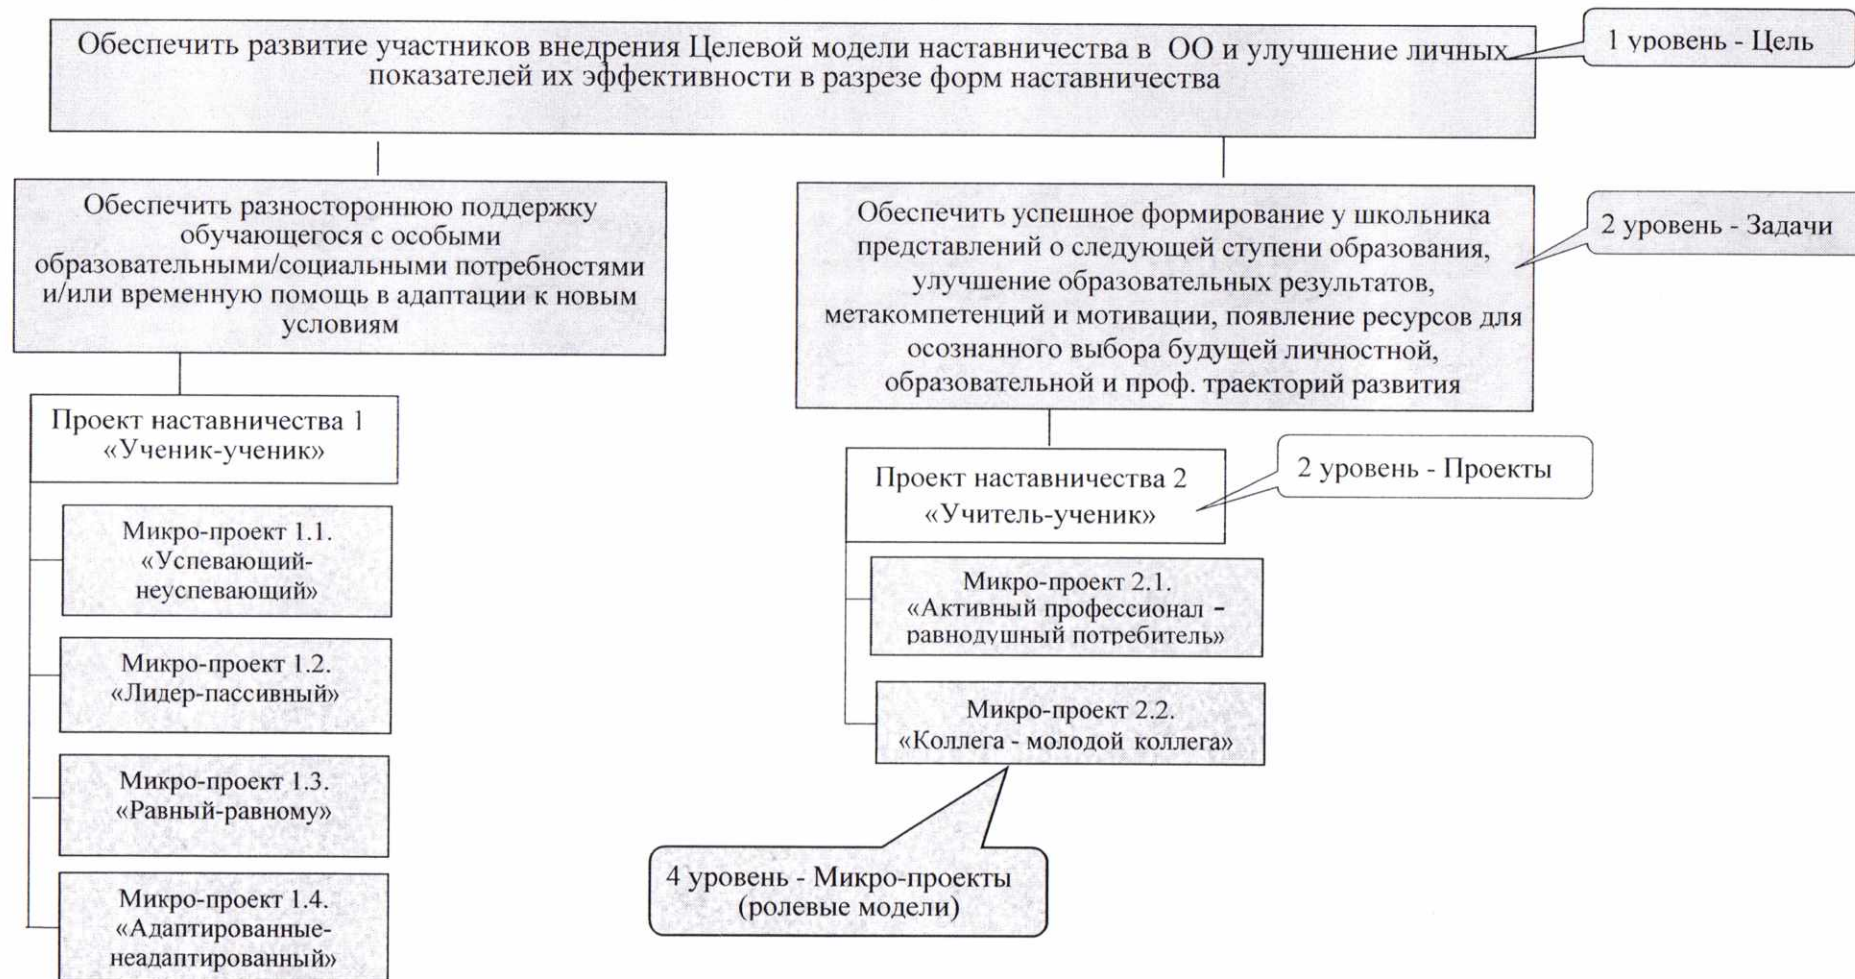 Обеспечить развитие участников внедрения Целевой модели наставничества в ОО и улучшение личных
показателей их эффективности в разрезе форм наставничества
1 уровень - Цель
Обеспечить разностороннюю поддержку
обучающегося с особыми
образовательными/социальными потребностями
и/или временную помощь в адаптации к новым
условиям
Обеспечить успешное формирование у школьника
представлений о следующей ступени образования,
улучшение образовательных результатов,
метакомпетенций и мотивации, появление ресурсов для
осознанного выбора будущей личностной,
образовательной и проф. траекторий развития
2 уровень - Задачи
Проект наставничества 1
«Ученик-ученик»
Микро-проект 1.1.
«Успевающий-
неуспевающий»
Микро-проект 1.2.
«Лидер-пассивный»
Микро-проект 1.3.
«Равный-равному»
Микро-проект 1.4.
«Адаптированные-
неадаптированный»
Проект наставничества 2
«Учитель-ученик»
2 уровень - Проекты
Микро-проект 2.1.
«Активный профессионал -
равнодушный потребитель»
Микро-проект 2.2.
«Коллега - молодой коллега»
4 уровень - Микро-проекты
(ролевые модели)